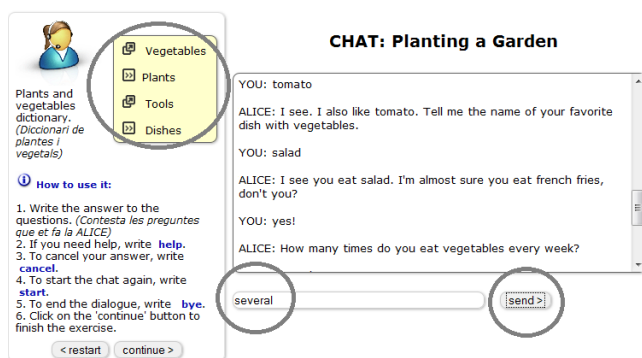 Vegetables
Plants
Tools
Dishes
Plants and
vegetables
dictionary.
(Diccionari de
plantes i
vegetals)
How to use it:
1. Write the answer to the
questions. (Contesta les preguntes
que et fa la ALICE)
2. If you need help, write help.
3. To cancel your answer, write
cancel.
4. To start the chat again, write
start.
5. To end the dialogue, write bye.
6. Click on the 'continue' button to
finish the exercise.
< restart continue >
CHAT: Planting a Garden
YOU: tomato
ALICE: I see. I also like tomato. Tell me the name of your favorite
dish with vegetables.
YOU: salad
ALICE: I see you eat salad. I'm almost sure you eat french fries,
don't you?
YOU: yes!
ALICE: How many times do you eat vegetables every week?
several
send >